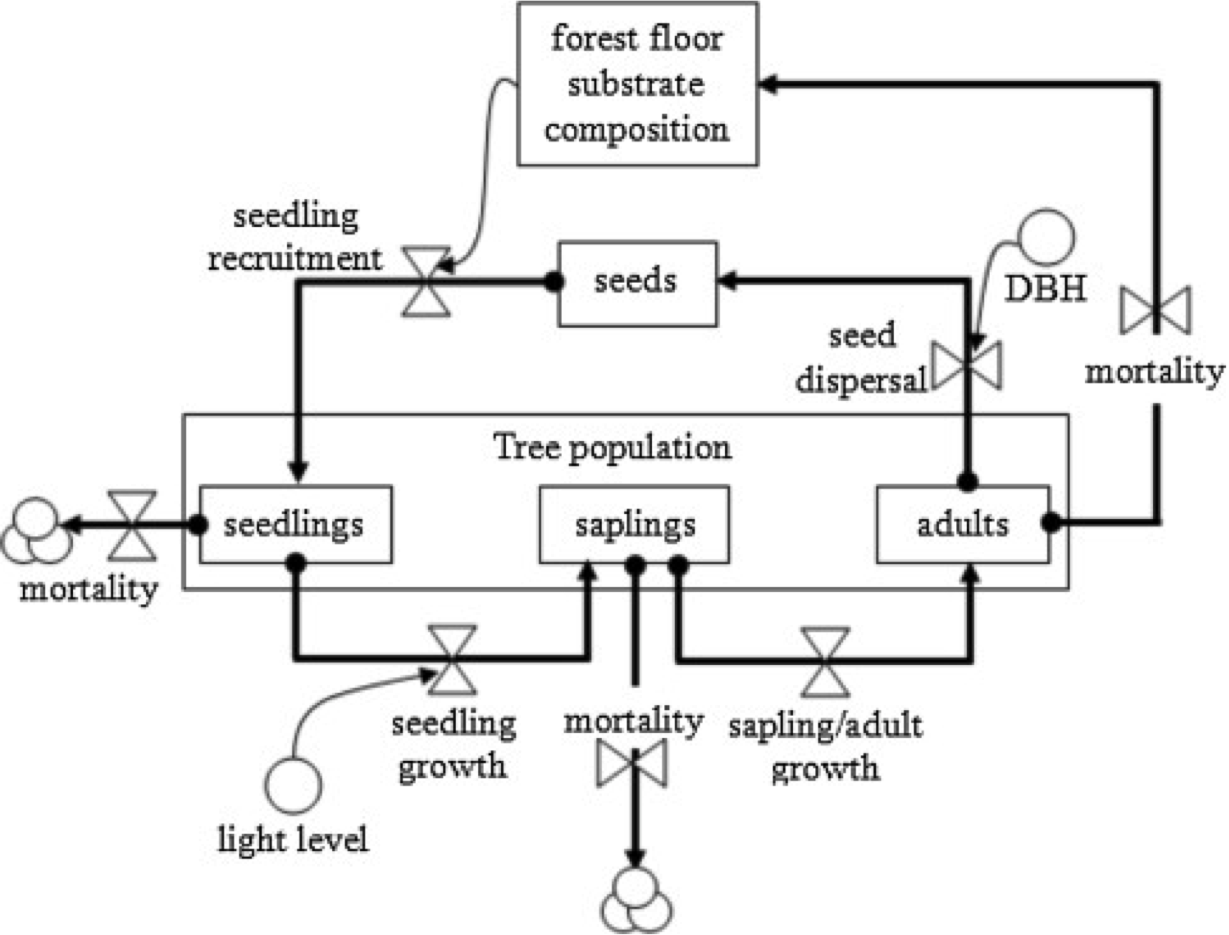 forest floor
substrate
composition
seedling
recruitment
seeds
DBH
seed
dispersal
mortality
Tree population
seedlings
saplings
adults
mortality
seedling
growth
mortality
sapling/adult
growth
light level